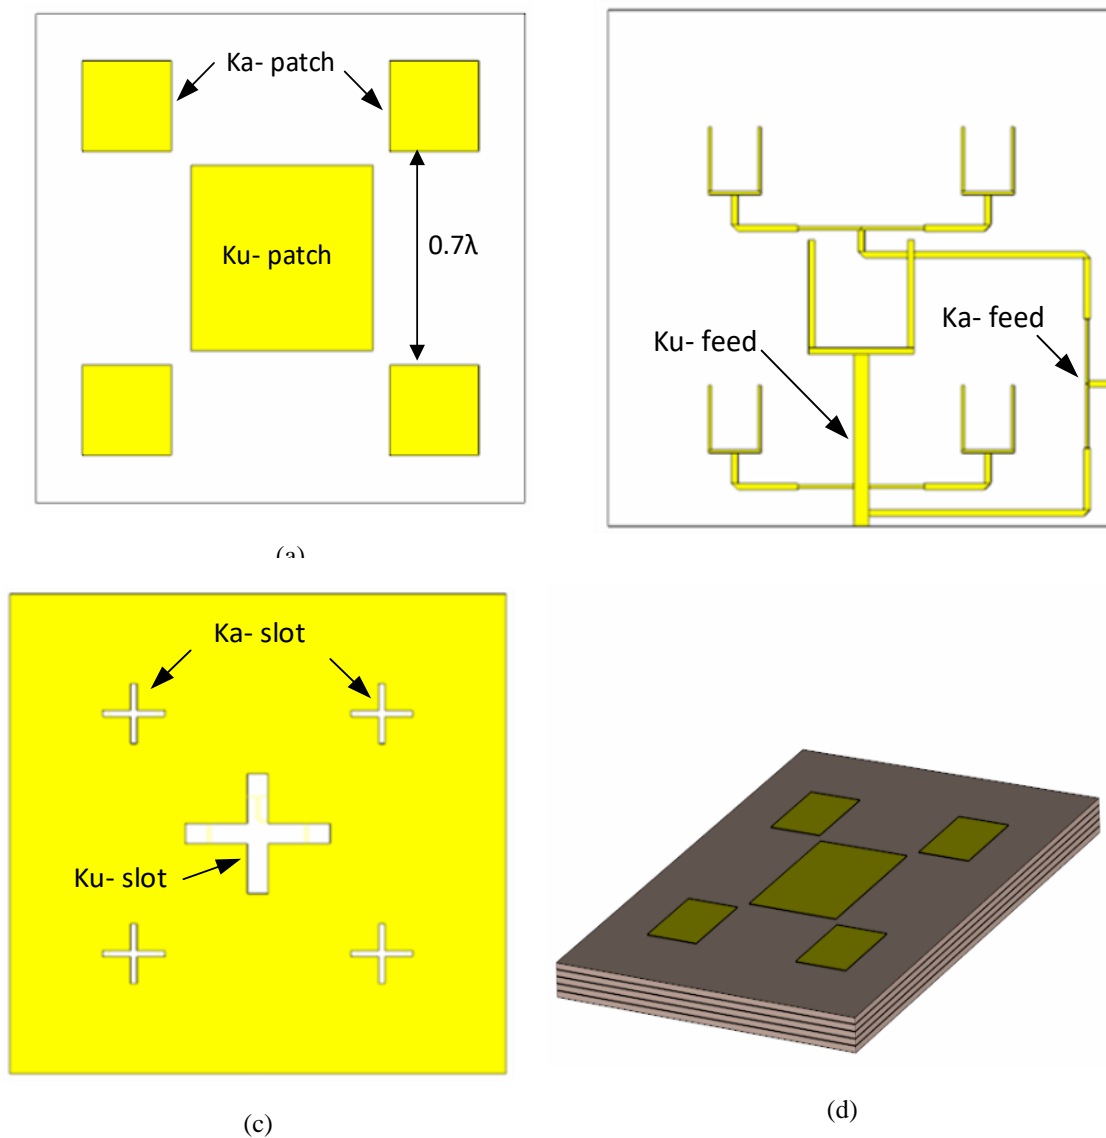 Ka- patch
Ku- patch
0.7λ
Ku- feed
Ka- feed
(a)
Ka- slot
Ku- slot
(c)
(d)